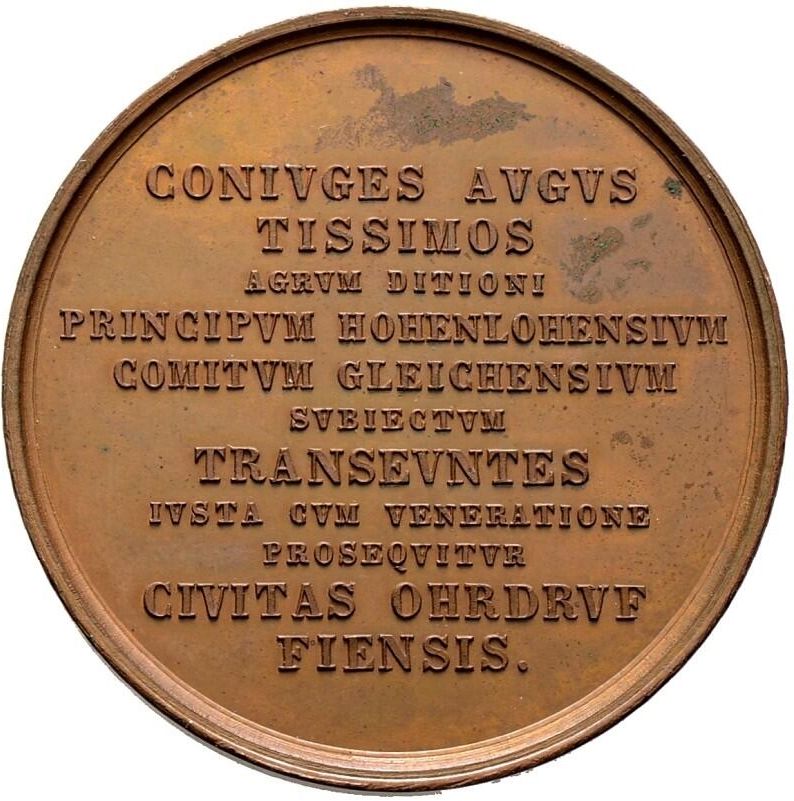 CONIVGES AVGVS
TISSIMOS
AGRVM DITIONI
PRINCIPVM HOHENLOHENSIVM
COMITVM GLEICHENSIVM
SVBIECTVM
TRANSEVNTES
IVSTA CVM VENERATIONE
PROSEQVITVR
CIVITAS OHRDRVF
FIENSIS.